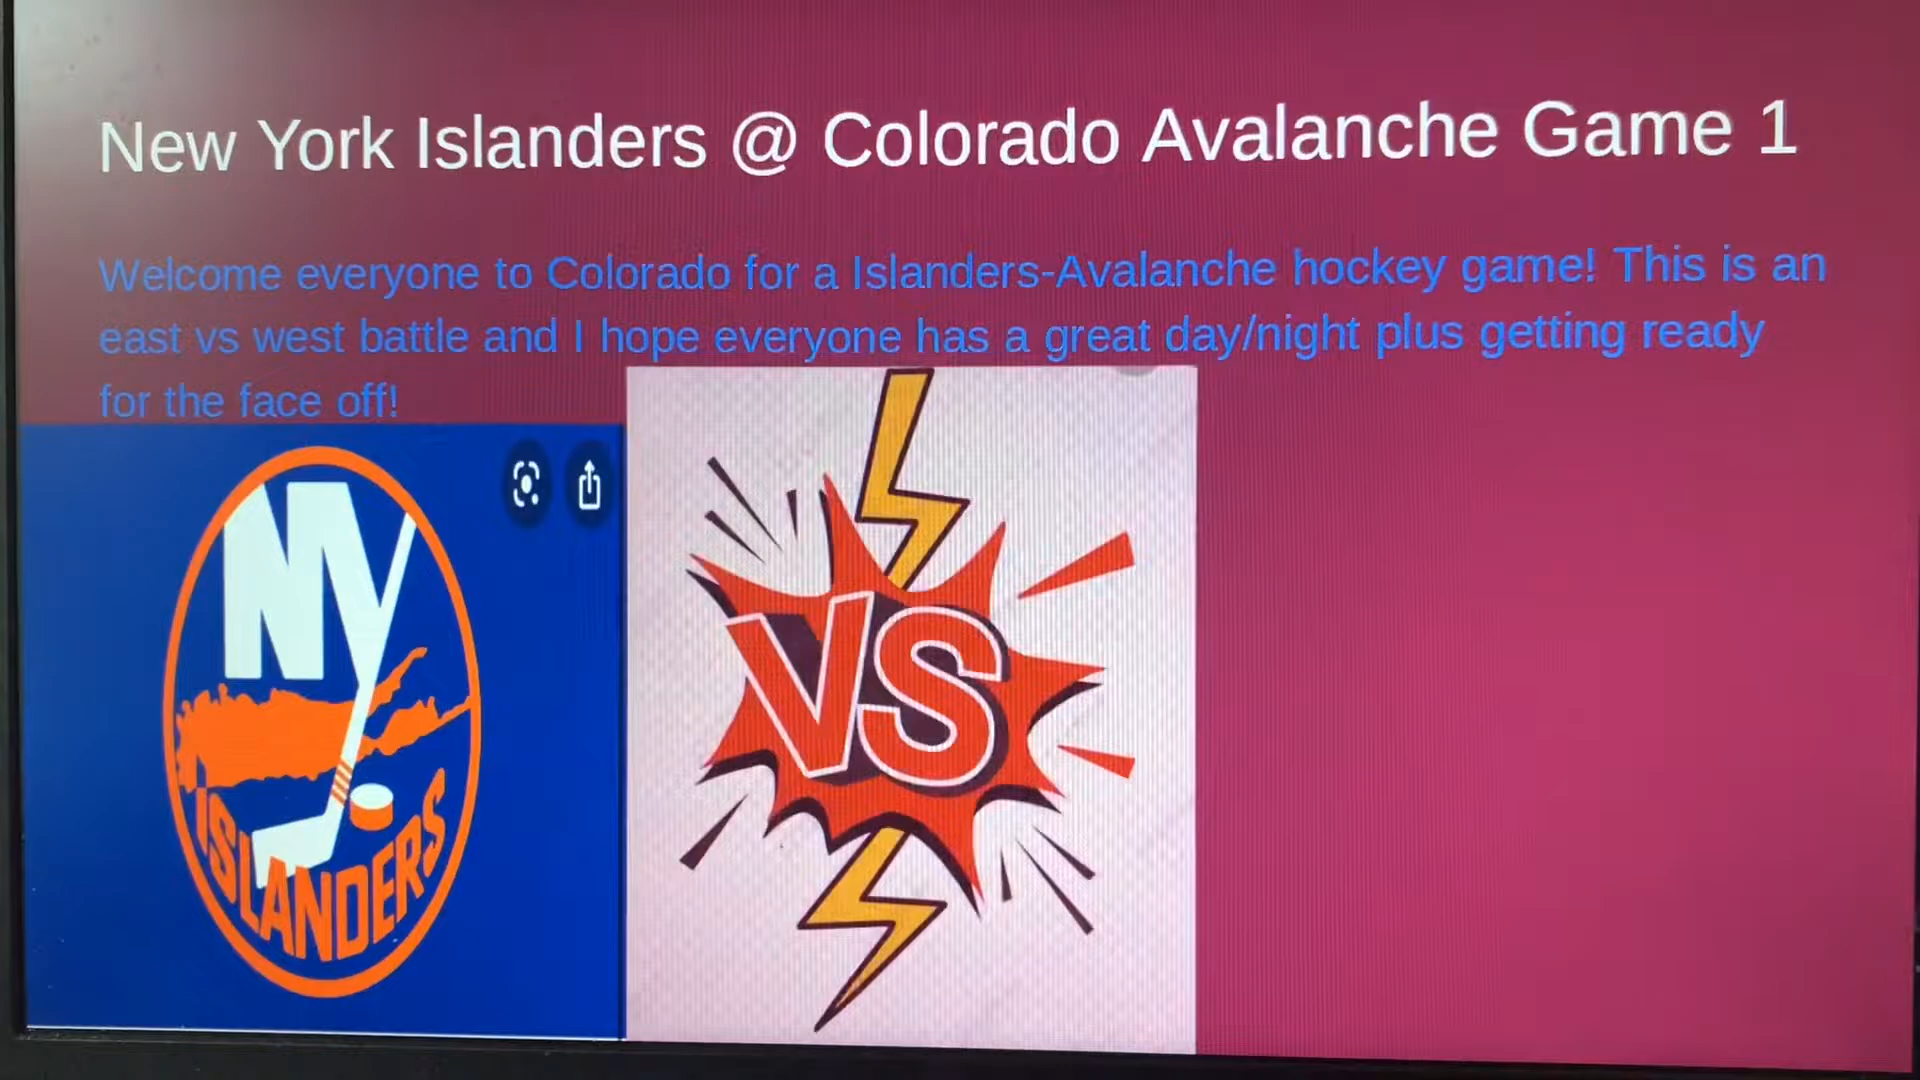 New York Islanders @ Colorado Avalanche Game 1
Welcome everyone to Colorado for a Islanders-Avalanche hockey game! This is an
east vs west battle and I hope everyone has a great day/night plus getting ready
for the face off!
NY
ISLANDERS
VS